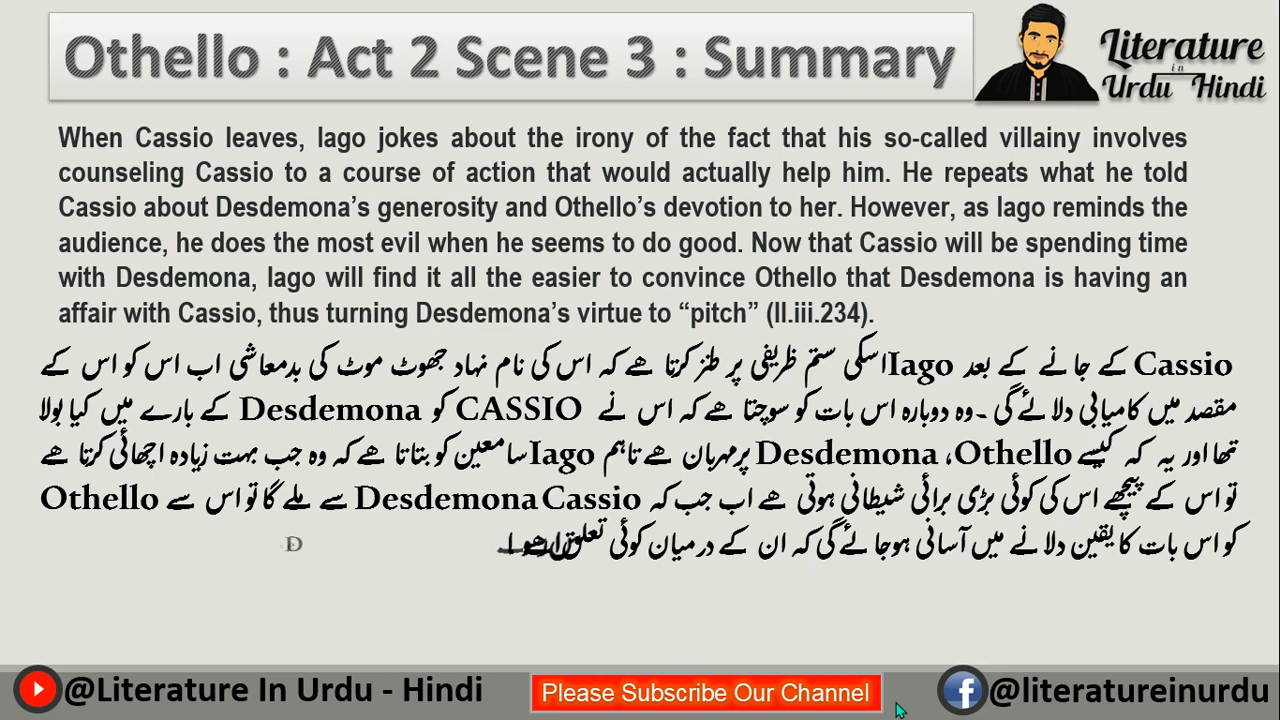 Othello : Act 2 Scene 3 : Summary
Literature
in
Urdu Hindi
When Cassio leaves, Iago jokes about the irony of the fact that his so-called villainy involves
counseling Cassio to a course of action that would actually help him. He repeats what he told
Cassio about Desdemona’s generosity and Othello’s devotion to her. However, as Iago reminds the
audience, he does the most evil when he seems to do good. Now that Cassio will be spending time
with Desdemona, Iago will find it all the easier to convince Othello that Desdemona is having an
affair with Cassio, thus turning Desdemona’s virtue to “pitch” (II.iii.234).
Cassio کے جانے کے بعد Iago اسکی ستم ظریفی پر طنز کرتا ھے کہ اس کی نام نہاد جھوٹ موٹ کی بدمعاشی اب اس کو اس کے
مقصد میں کامیابی دلائے گی ۔وہ دوبارہ اس بات کو سوچتا ھے کہ اس نے CASSIO کو Desdemona کے بارے میں کیا بولا
تھا اور یہ کہ کیسے Desdemona ،Othello پر مہربان ھے تاہم Iago سامعین کو بتاتا ھے کہ وہ جب بہت زیادہ اچھائی کرتا ھے
تو اس کے پیچھے اس کی کوئی بڑی برائی شیطانی ہوتی ھے اب جب کہ Desdemona Cassio سے ملے گا تو اس سے Othello
کو اس بات کا یقین دلانے میں آسانی ہوجائے گی کہ ان کے درمیان کوئی تعلق D
@Literature In Urdu - Hindi
Please Subscribe Our Channel
@literatureinurdu